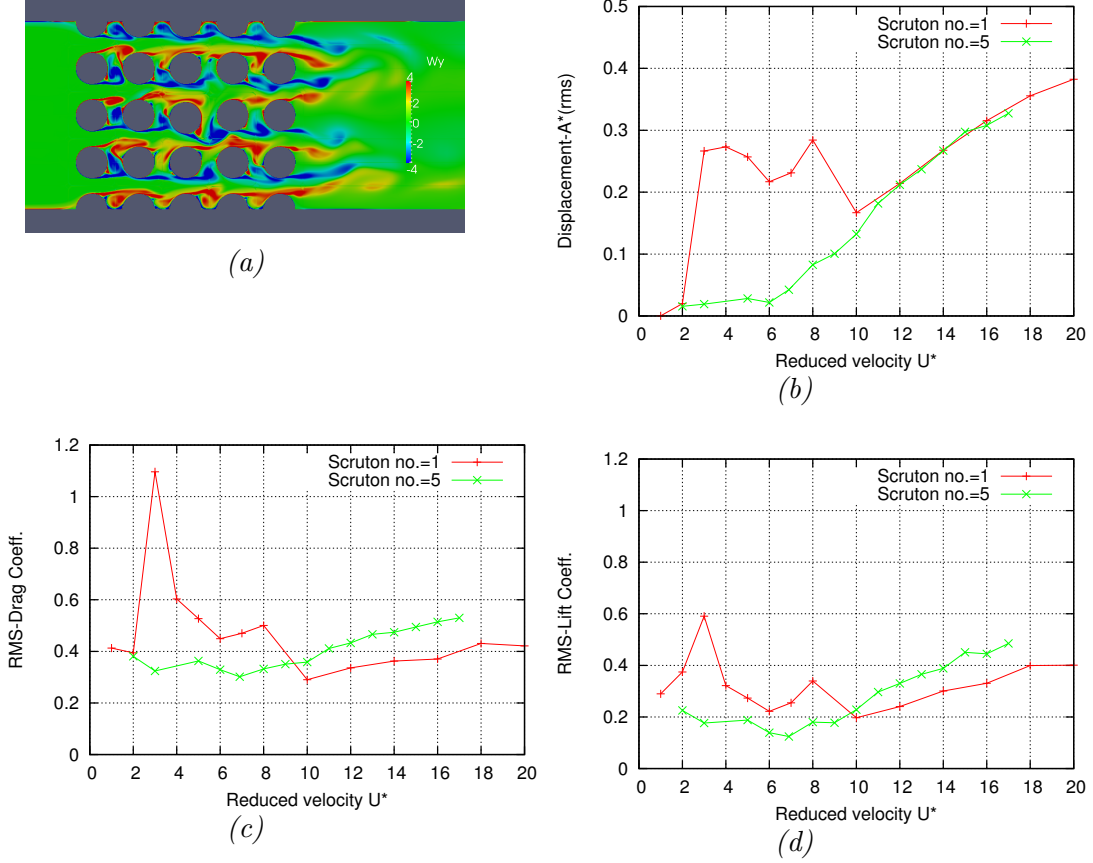 Wy
4
2
0
-2
-4
(a)
Displacement-A*(rms)
0.5
0.4
0.3
0.2
0.1
0
0 2 4 6 8 10 12 14 16 18 20
Reduced velocity U*
Scruton no.=1
Scruton no.=5
(b)
RMS-Drag Coeff.
1.2
1
0.8
0.6
0.4
0.2
0
0 2 4 6 8 10 12 14 16 18 20
Reduced velocity U*
Scruton no.=1
Scruton no.=5
(c)
RMS-Lift Coeff.
1.2
1
0.8
0.6
0.4
0.2
0
0 2 4 6 8 10 12 14 16 18 20
Reduced velocity U*
Scruton no.=1
Scruton no.=5
(d)